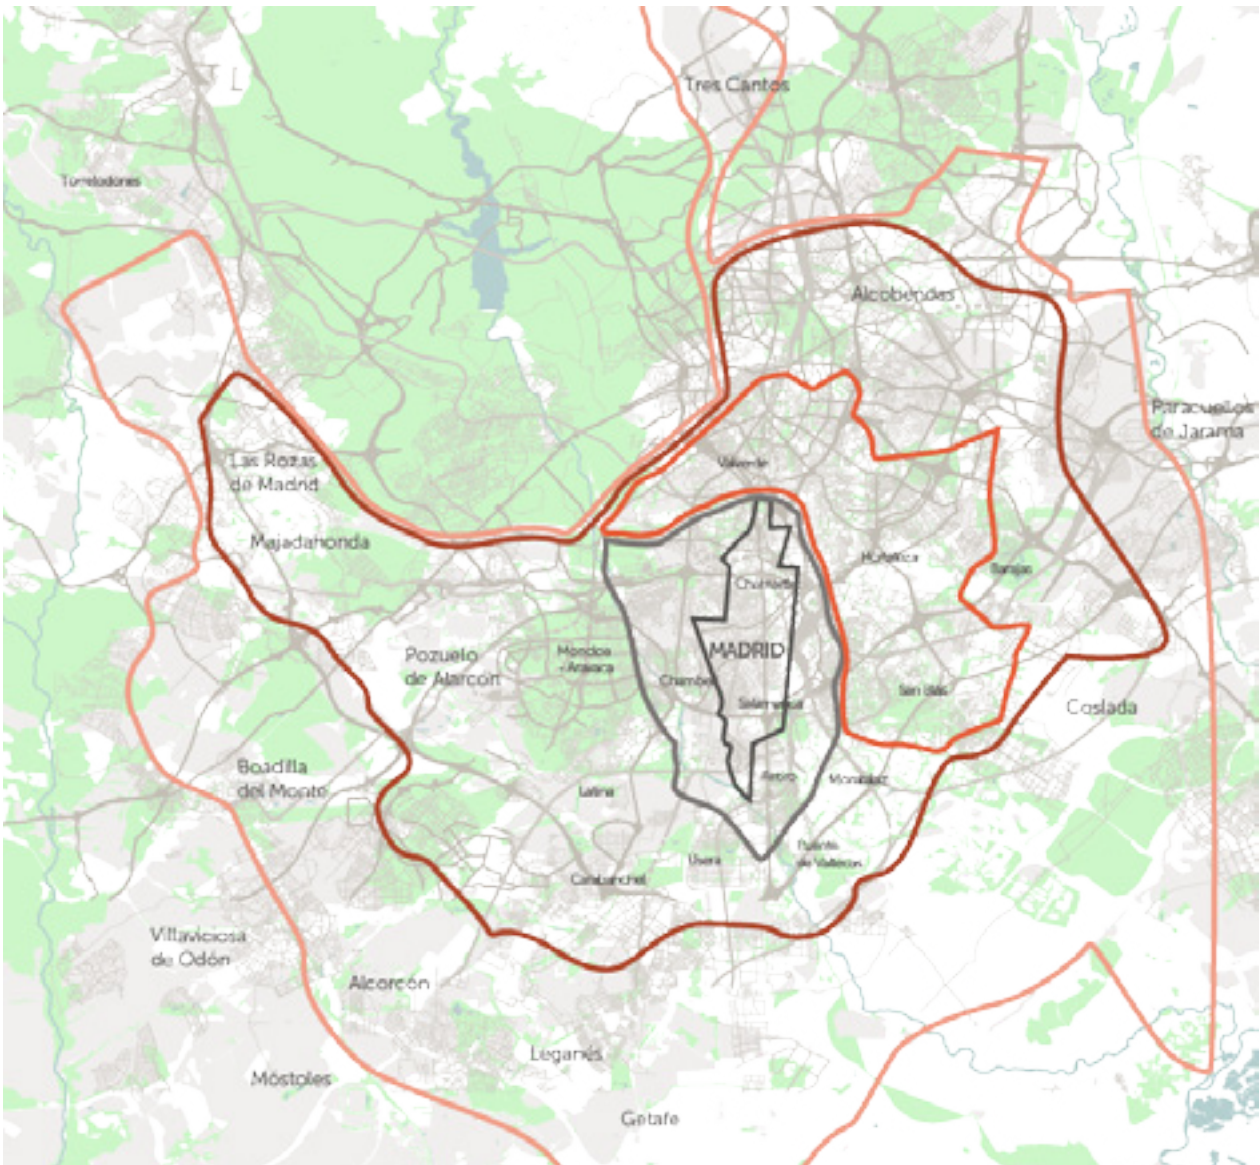 Tres Cantos
Torrelodones
Alcobendas
Paracuellos
de Jarama
Las Rozas
de Madrid
Valverde
Majadahonda
Hortaleza
Barajas
Chamartín
Pozuelo
de Alarcón
Moncloa
- Aravaca
MADRID
Chamberí
Salamanca
San Blas
Coslada
Boadilla
del Monte
Latina
Retiro
Moratalaz
Puente
de Vallecas
Usera
Carabanchel
Villaviciosa
de Odón
Alcorcón
Leganés
Móstoles
Getafe